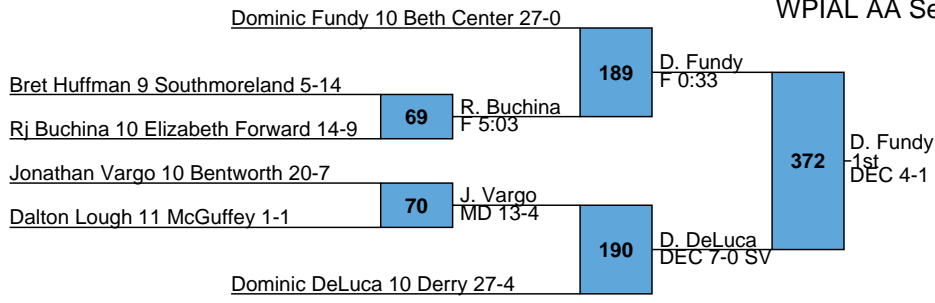 WPIAL AA Se
Dominic Fundy 10 Beth Center 27-0
189
D. Fundy
F 0:33
Bret Huffman 9 Southmoreland 5-14
69
R. Buchina
F 5:03
Rj Buchina 10 Elizabeth Forward 14-9
372
D. Fundy
1st
DEC 4-1
Jonathan Vargo 10 Bentworth 20-7
70
J. Vargo
MD 13-4
Dalton Lough 11 McGuffey 1-1
190
D. DeLuca
DEC 7-0 SV
Dominic DeLuca 10 Derry 27-4